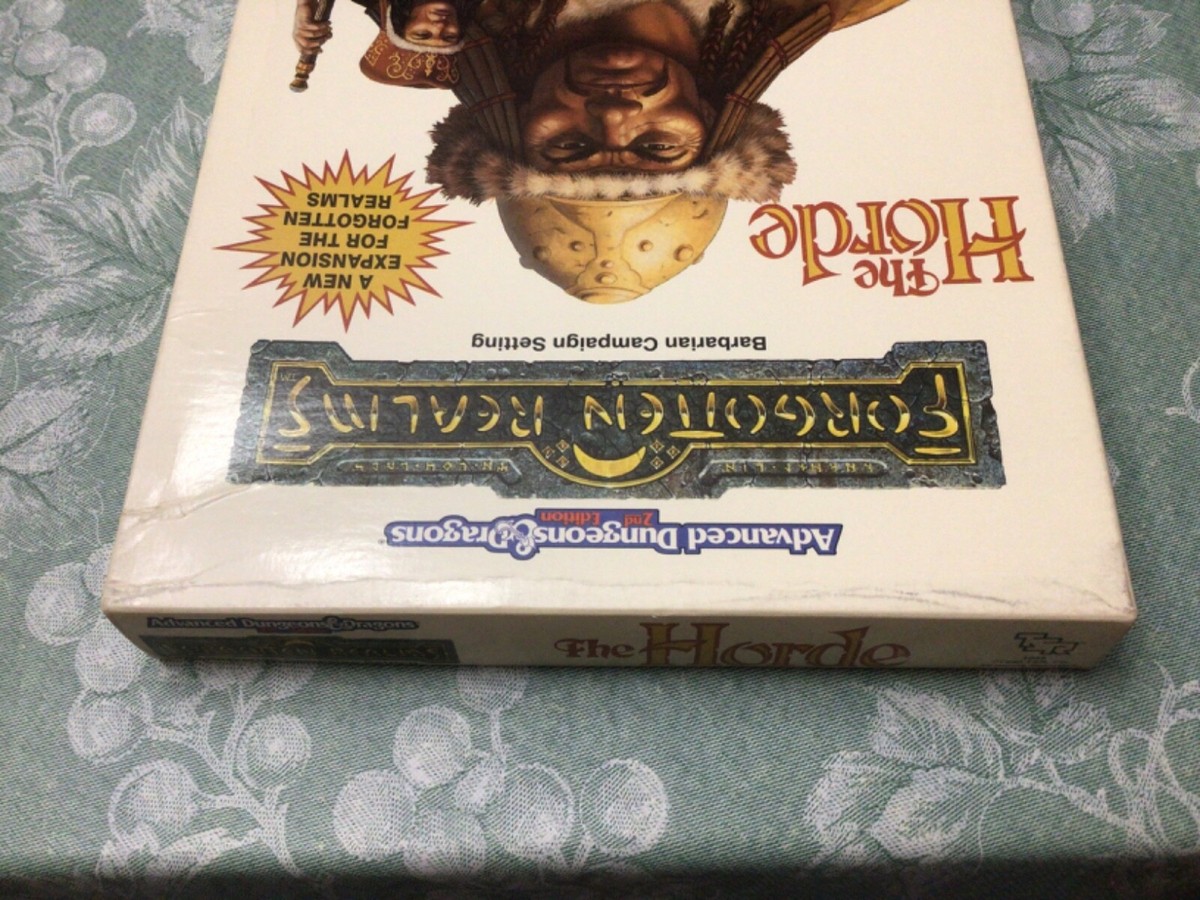 Advanced Dungeons & Dragons
2nd Edition
FORGOTTEN REALMS
TM
Barbarian Campaign Setting
The
Horde
A NEW
EXPANSION
FOR THE
FORGOTTEN
REALMS
Advanced Dungeons & Dragons
The Horde
TSR